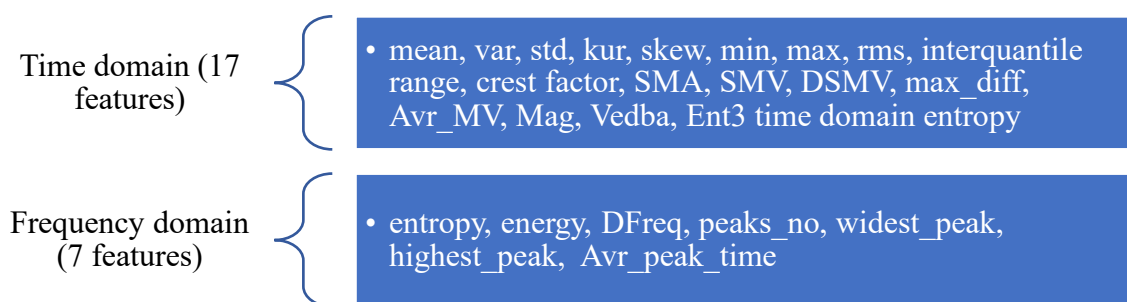 Time domain (17
features)
• mean, var, std, kur, skew, min, max, rms, interquantile
range, crest factor, SMA, SMV, DSMV, max_diff,
Avr_MV, Mag, Vedba, Ent3 time domain entropy
Frequency domain
(7 features)
• entropy, energy, DFreq, peaks_no, widest_peak,
highest_peak, Avr_peak_time